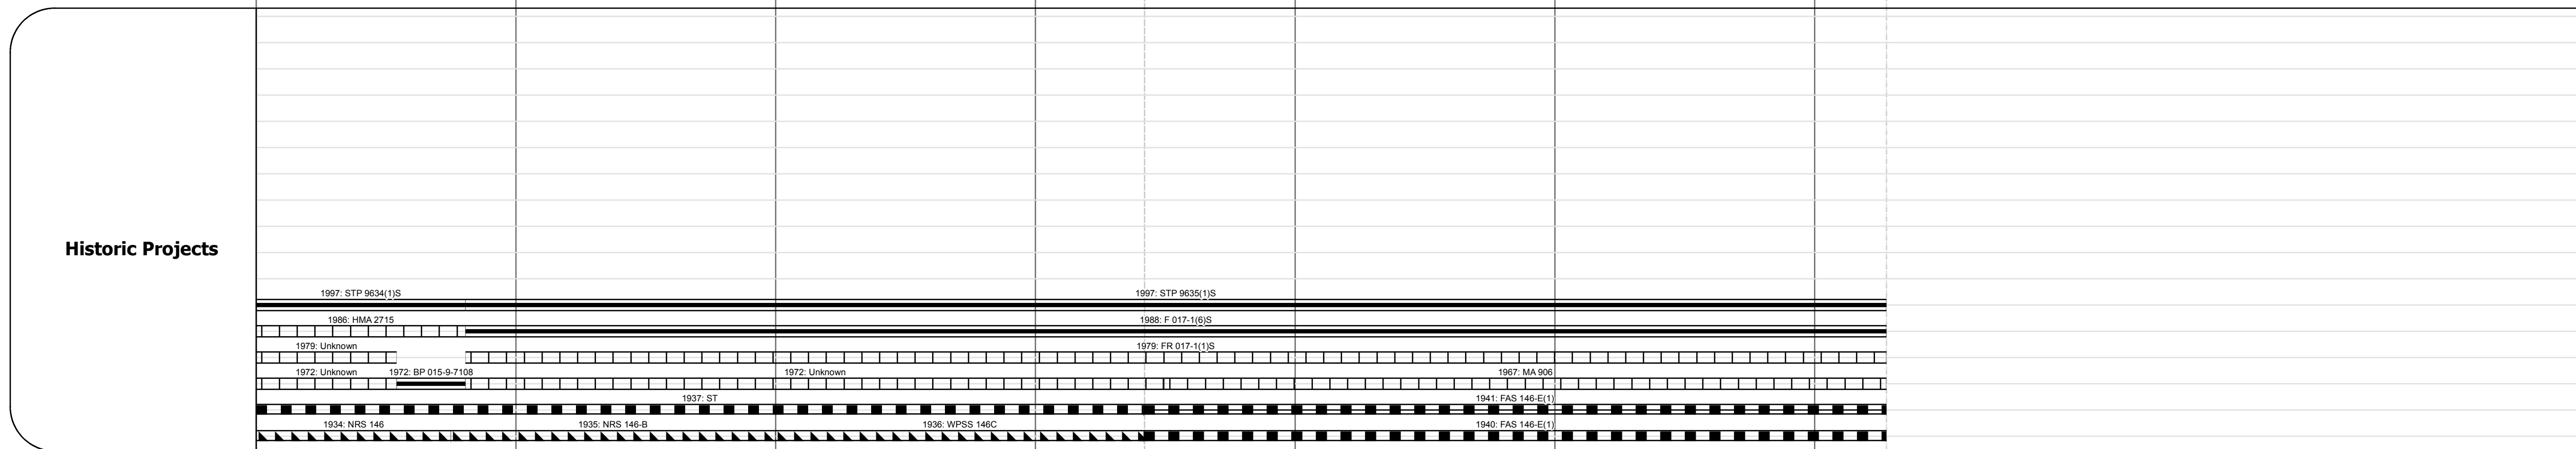 1997: STP 9634(1)S 1997: STP 9635(1)S
1986: HMA 2715 1988: F 017-1(6)S
1979: Unknown 1979: FR 017-1(1)S
1972: Unknown 1972: BP 015-9-7108 1972: Unknown 1967: MA 906
1937: ST 1941: FAS 146-E(1)
1934: NRS 146 1935: NRS 146-B 1936: WPSS 146C 1940: FAS 146-E(1)
Historic Projects